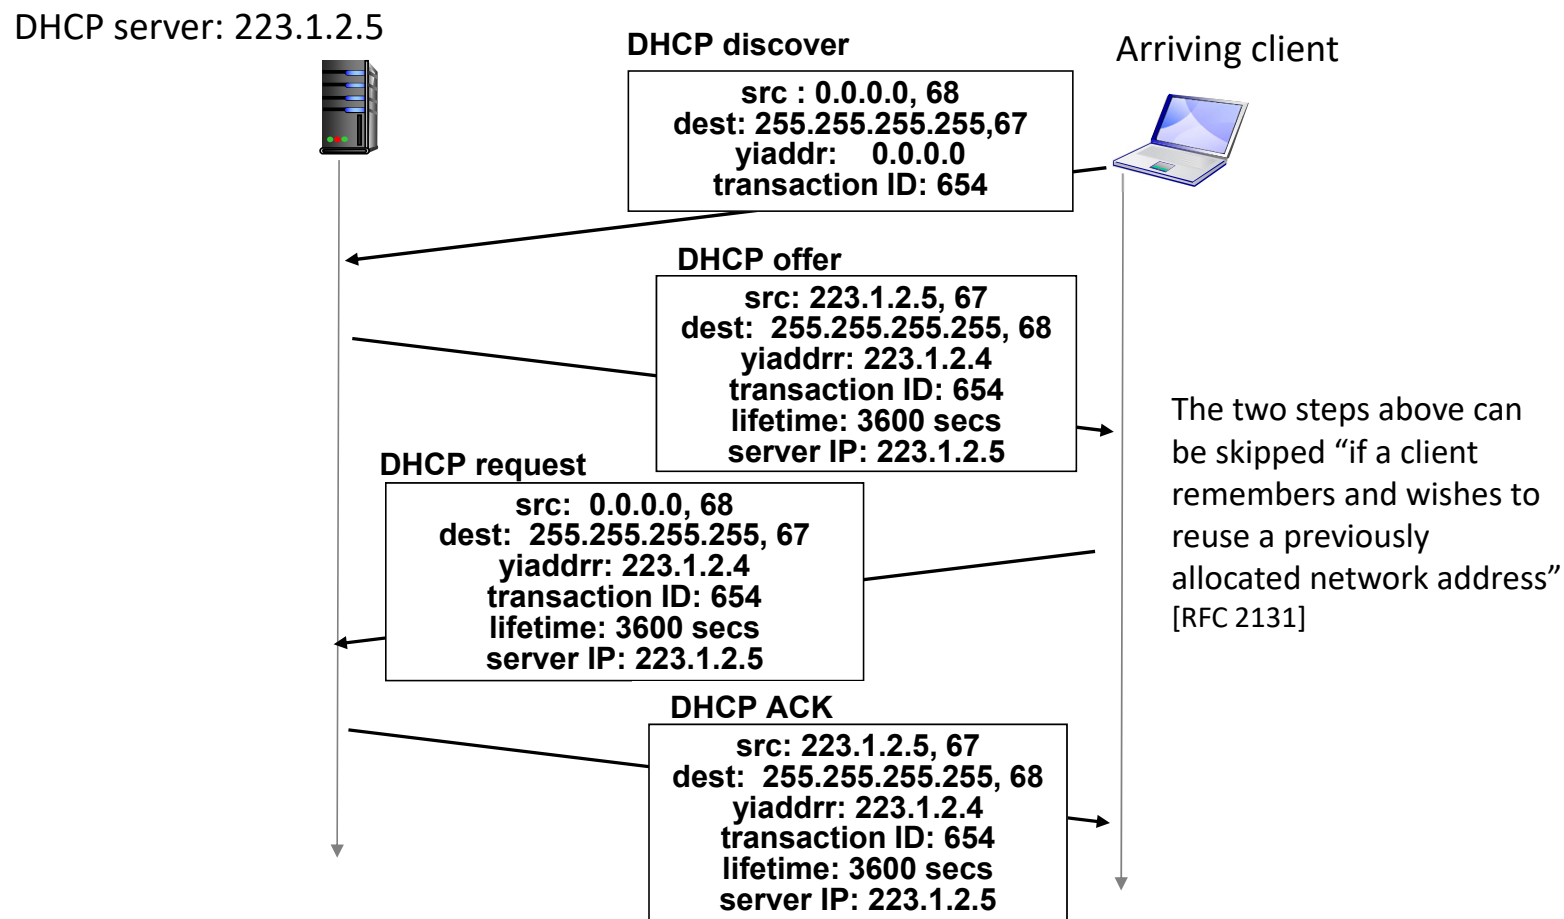 DHCP server: 223.1.2.5
DHCP discover
Arriving client
src : 0.0.0.0, 68
dest: 255.255.255.255,67
yiaddr: 0.0.0.0
transaction ID: 654
DHCP offer
src: 223.1.2.5, 67
dest: 255.255.255.255, 68
yiaddrr: 223.1.2.4
transaction ID: 654
lifetime: 3600 secs
server IP: 223.1.2.5
The two steps above can
be skipped “if a client
remembers and wishes to
reuse a previously
allocated network address”
[RFC 2131]
DHCP request
src: 0.0.0.0, 68
dest: 255.255.255.255, 67
yiaddrr: 223.1.2.4
transaction ID: 654
lifetime: 3600 secs
server IP: 223.1.2.5
DHCP ACK
src: 223.1.2.5, 67
dest: 255.255.255.255, 68
yiaddrr: 223.1.2.4
transaction ID: 654
lifetime: 3600 secs
server IP: 223.1.2.5